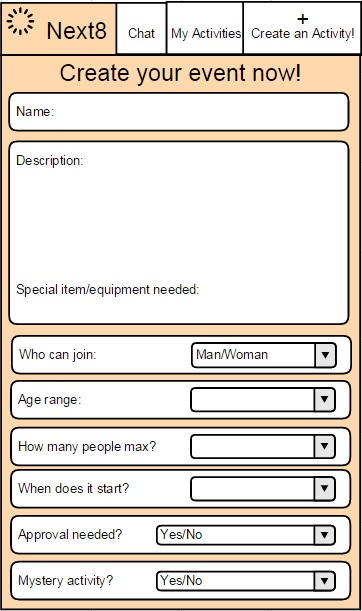 Next8
Chat
My Activities
+
Create an Activity!
Create your event now!
Name:
Description:
Special item/equipment needed:
Who can join: Man/Woman
Age range:
How many people max?
When does it start?
Approval needed? Yes/No
Mystery activity? Yes/No